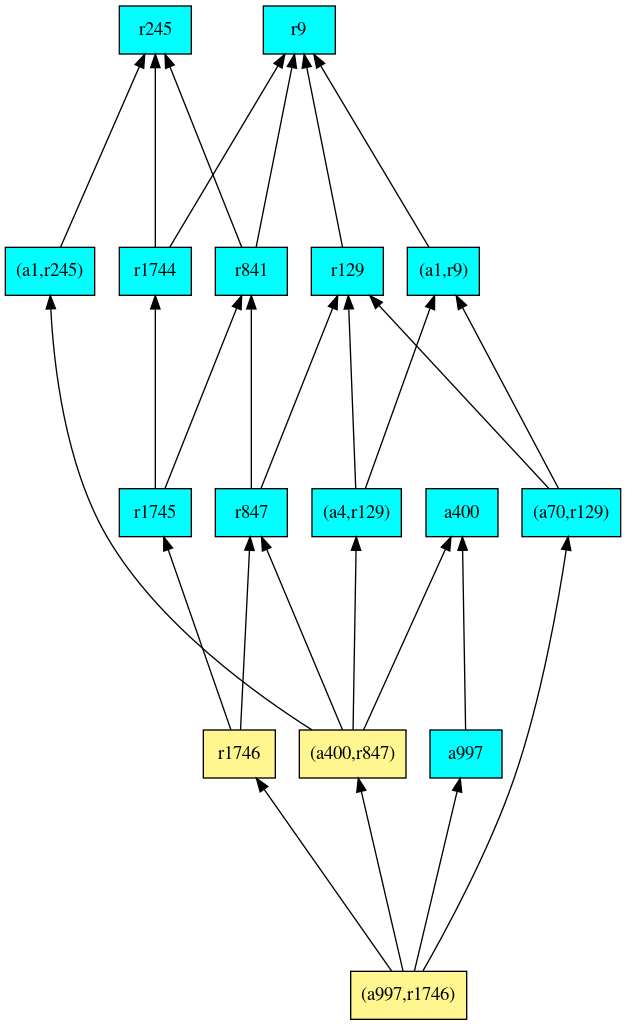 r245
r9
(a1,r245)
r1744
r841
r129
(a1,r9)
r1745
r847
(a4,r129)
a400
(a70,r129)
r1746
(a400,r847)
a997
(a997,r1746)